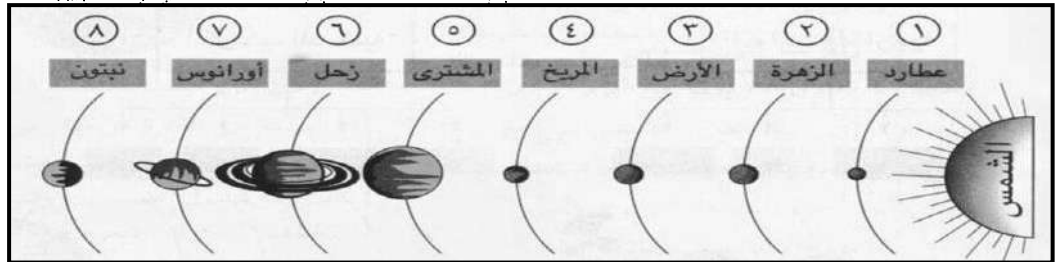 ١ ٢ ٣ ٤ ٥ ٦ ٧ ٨
عطارد الزهرة الأرض المريخ المشترى زحل أورانوس نبتون
الشمس